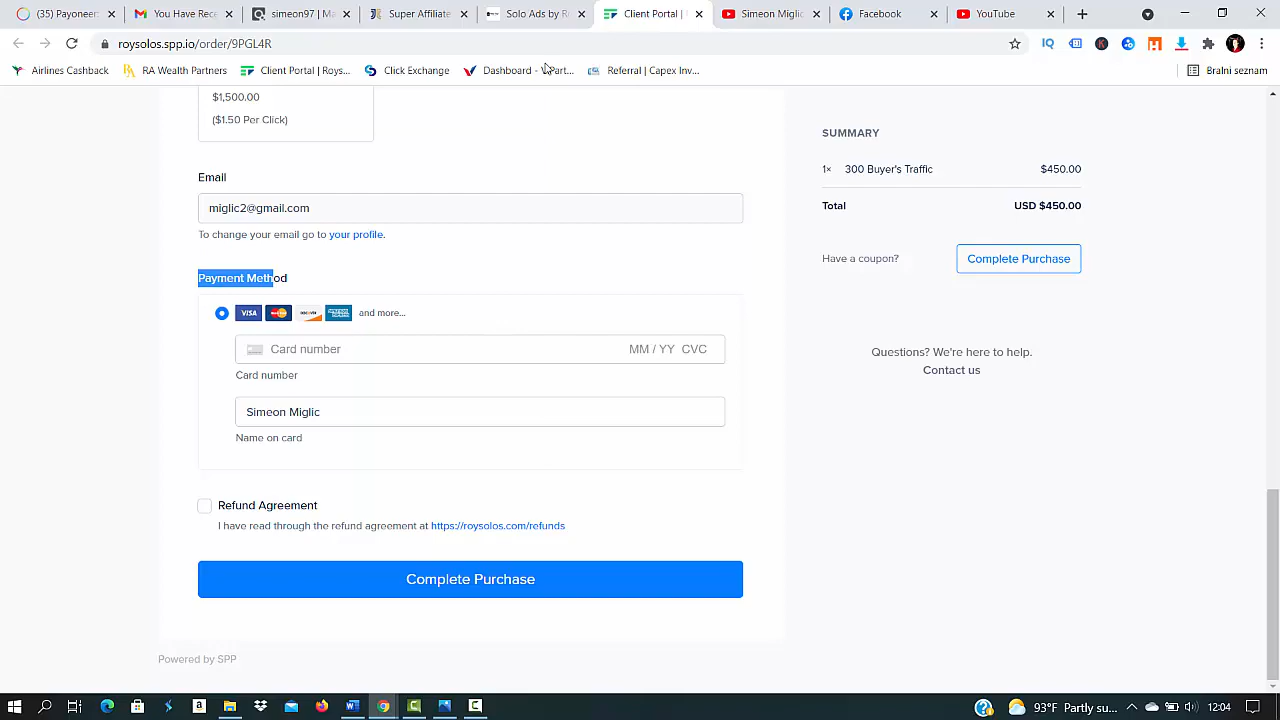 (35) Payoneer
You Have Rece
simeon97 | Ma
Super Affiliate
Solo Ads by Ro
Client Portal |
Simeon Miglic
Facebook
YouTube
roysolos.spp.io/order/9PGL4R
Airlines Cashback
RA Wealth Partners
Client Portal | Roys...
Click Exchange
Dashboard - vPart...
Referral | Capex Inv...
Bralni seznam
$1,500.00
($1.50 Per Click)
Email
miglic2@gmail.com
To change your email go to your profile.
Payment Method
VISA
and more...
Card number
MM / YY CVC
Card number
Simeon Miglic
Name on card
Refund Agreement
I have read through the refund agreement at https://roysolos.com/refunds
Complete Purchase
Powered by SPP
SUMMARY
1× 300 Buyer's Traffic $450.00
Total USD $450.00
Have a coupon?
Complete Purchase
Questions? We're here to help.
Contact us
93°F Partly su...
12:04